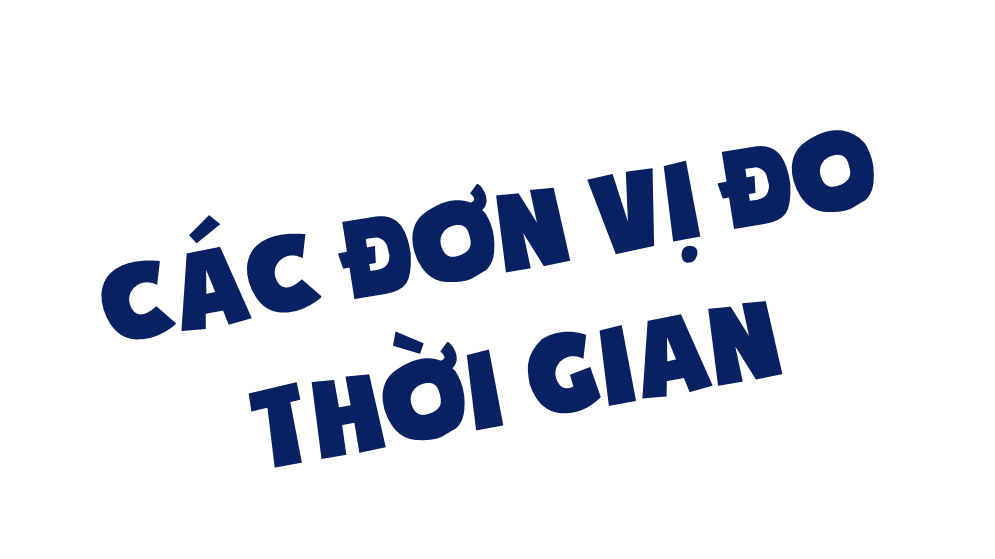 CÁC ĐƠN VỊ ĐO
THỜI GIAN